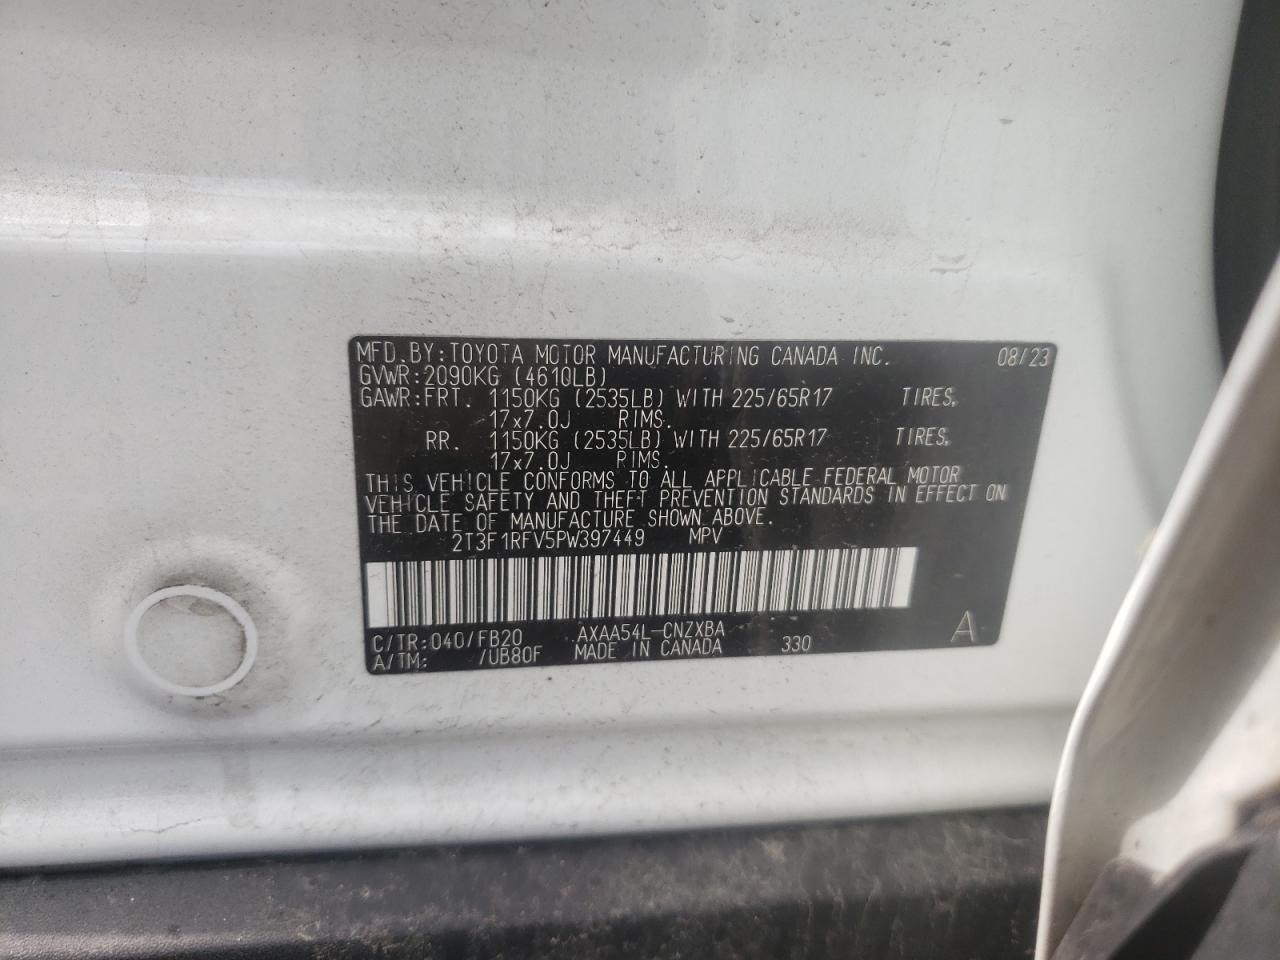 MFD.BY:TOYOTA MOTOR MANUFACTURING CANADA INC. 08/23
GVWR:2090KG (4610LB)
GAWR:FRT. 1150KG (2535LB) WITH 225/65R17 TIRES,
17x7.0J RIMS.
RR. 1150KG (2535LB) WITH 225/65R17 TIRES,
17x7.0J RIMS.
THIS VEHICLE CONFORMS TO ALL APPLICABLE FEDERAL MOTOR
VEHICLE SAFETY AND THEFT PREVENTION STANDARDS IN EFFECT ON
THE DATE OF MANUFACTURE SHOWN ABOVE.
2T3F1RFV5PW397449 MPV
C/TR:040/FB20 AXAA54L-CNZXBA A
A/TM: /UB80F MADE IN CANADA 330